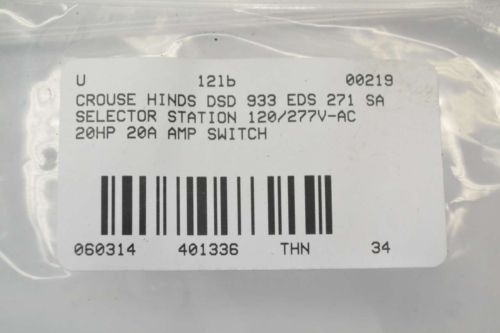 U 12lb 00219
CROUSE HINDS DSD 933 EDS 271 SA
SELECTOR STATION 120/277V-AC
20HP 20A AMP SWITCH
060314 401336 THN 34